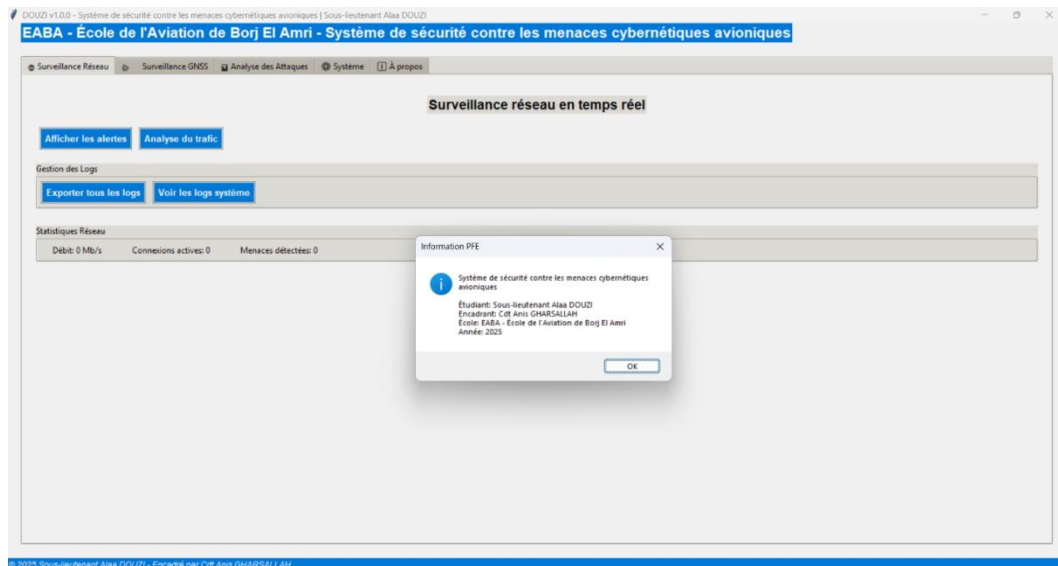 DOUZI v1.0.0 - Système de sécurité contre les menaces cybernétiques avioniques | Sous-lieutenant Alaa DOUZI
EABA - École de l'Aviation de Borj El Amri - Système de sécurité contre les menaces cybernétiques avioniques
Surveillance Réseau Surveillance GNSS Analyse des Attaques Système À propos
Surveillance réseau en temps réel
Afficher les alertes Analyse du trafic
Gestion des Logs
Exporter tous les logs Voir les logs système
Statistiques Réseau
Débit: 0 Mb/s Connexions actives: 0 Menaces détectées: 0
Information PFE
Système de sécurité contre les menaces cybernétiques
avioniques
Étudiant: Sous-lieutenant Alaa DOUZI
Encadrant: Cdt Anis GHARSALLAH
École: EABA - École de l'Aviation de Borj El Amri
Année: 2025
OK
© 2025 Sous-lieutenant Alaa DOUZI - Encadré par Cdt Anis GHARSALLAH